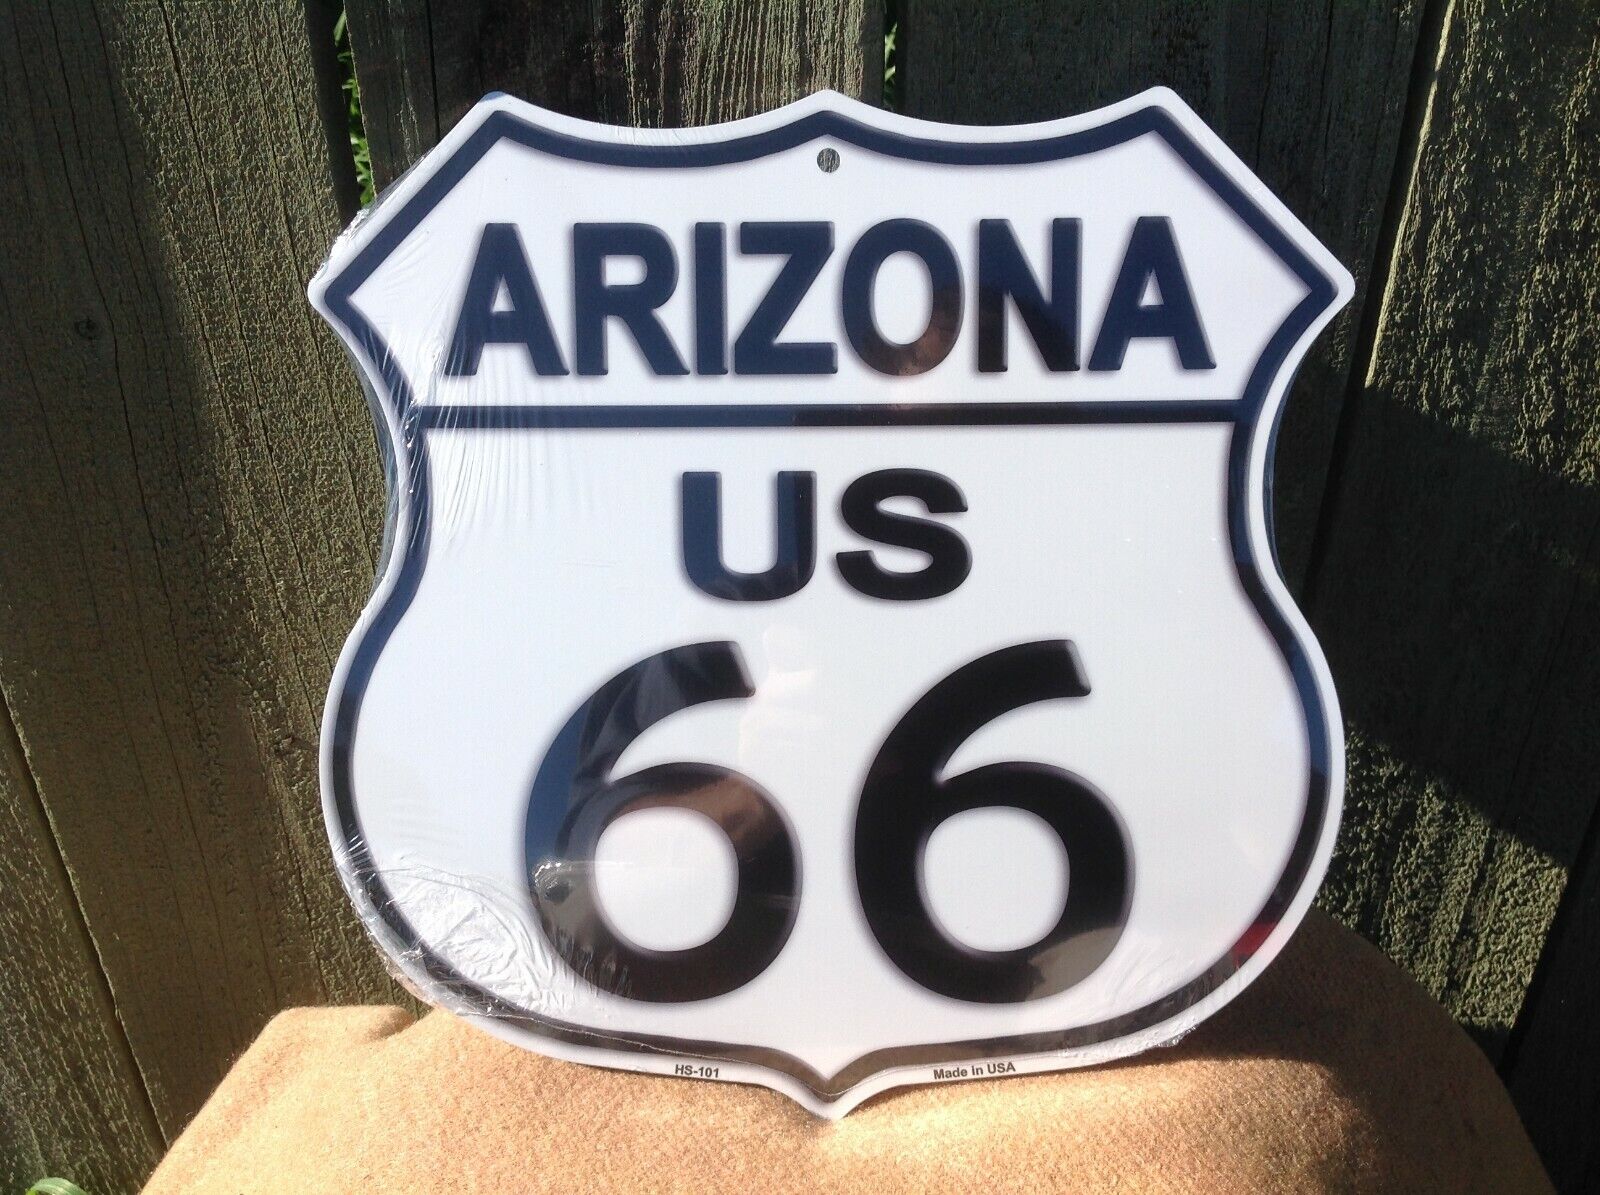 ARIZONA
US
66
HS-101 Made in USA